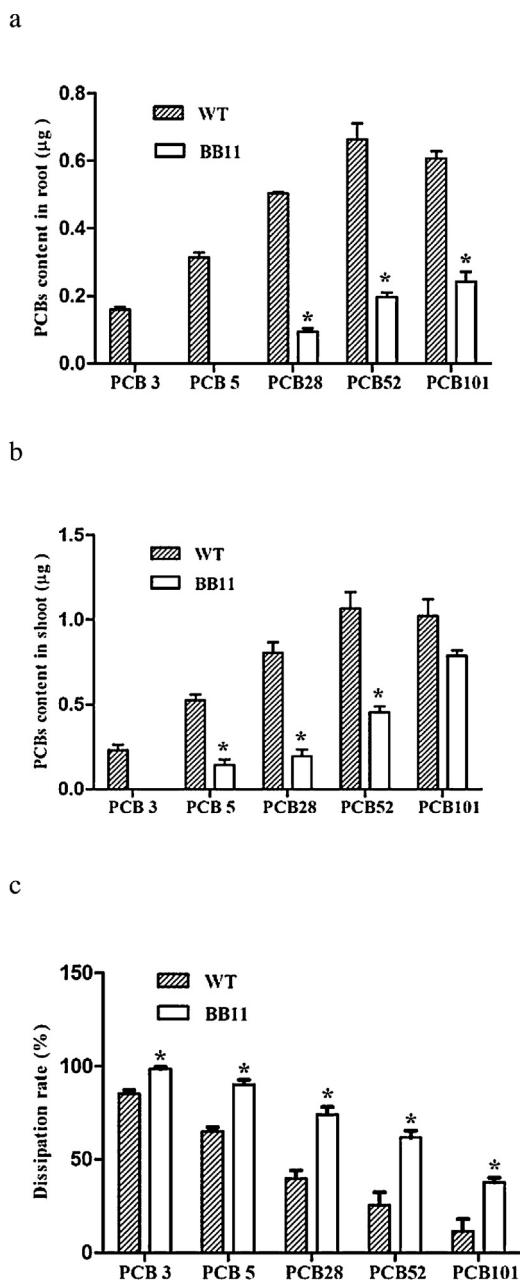 a
PCBs content in root (μg)
0.8
0.6
0.4
0.2
0.0
WT
BB11
*
*
*
PCB 3 PCB 5 PCB28 PCB52 PCB101
b
PCBs content in shoot (μg )
1.5
1.0
0.5
0.0
WT
BB11
*
*
*
PCB 3 PCB 5 PCB28 PCB52 PCB101
c
Dissipation rate (%)
150
100
50
0
WT
BB11
*
*
*
*
*
PCB 3 PCB 5 PCB28 PCB52 PCB101